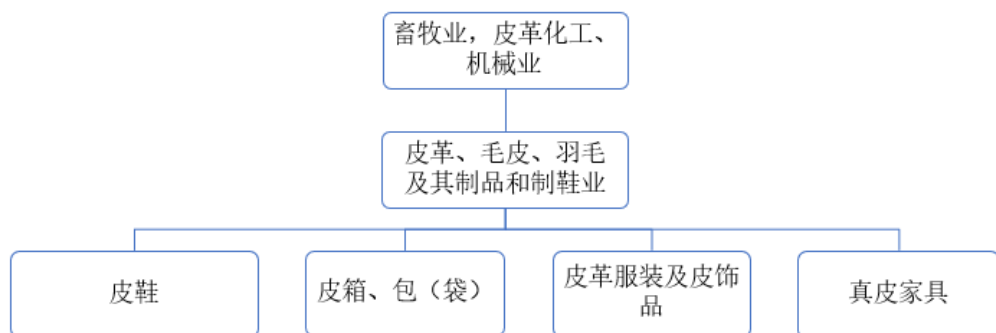 畜牧业，皮革化工、
机械业
皮革、毛皮、羽毛
及其制品和制鞋业
皮鞋
皮箱、包（袋）
皮革服装及皮饰
品
真皮家具